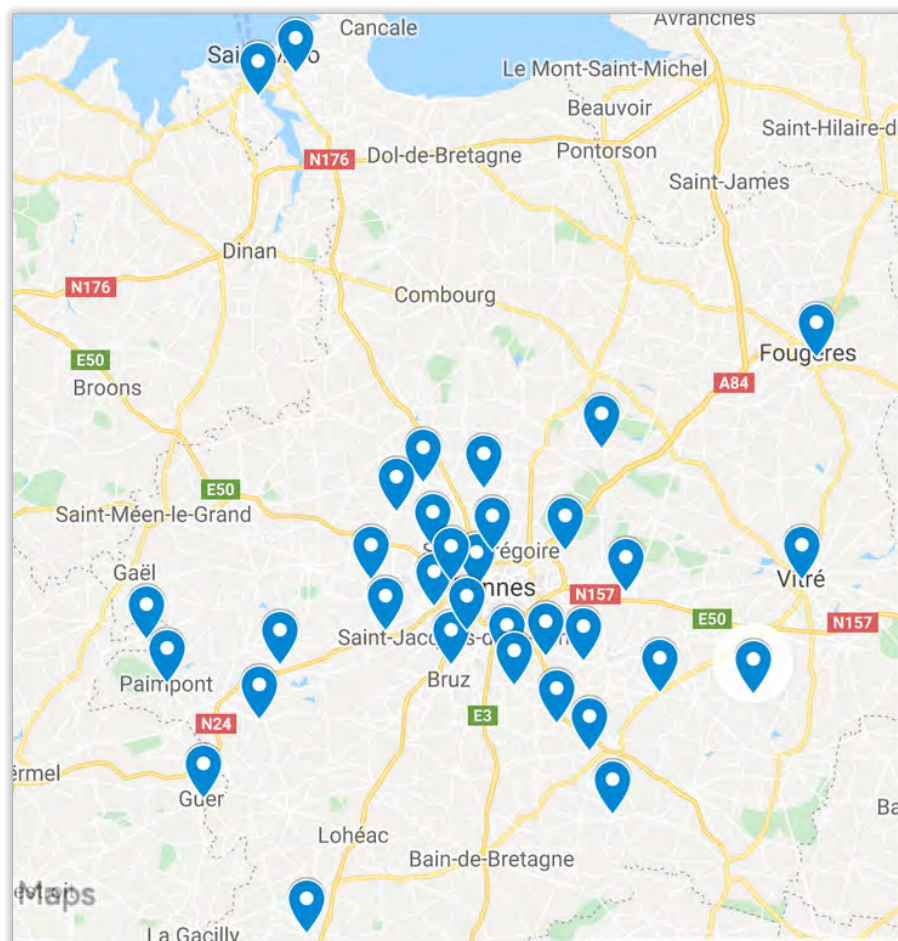 Cancale
Avranches
Le Mont-Saint-Michel
Beauvoir
Saint-Hilaire-d
N176
Dol-de-Bretagne
Pontorson
Saint-James
Dinan
N176
Combourg
E50
Fougères
Broons
A84
E50
Saint-Méen-le-Grand
Gaël
Vitré
N157
E50
N157
Paimpont
Bruz
E3
N24
Guer
Lohéac
Bain-de-Bretagne
Ba
Maps
La Gacilly